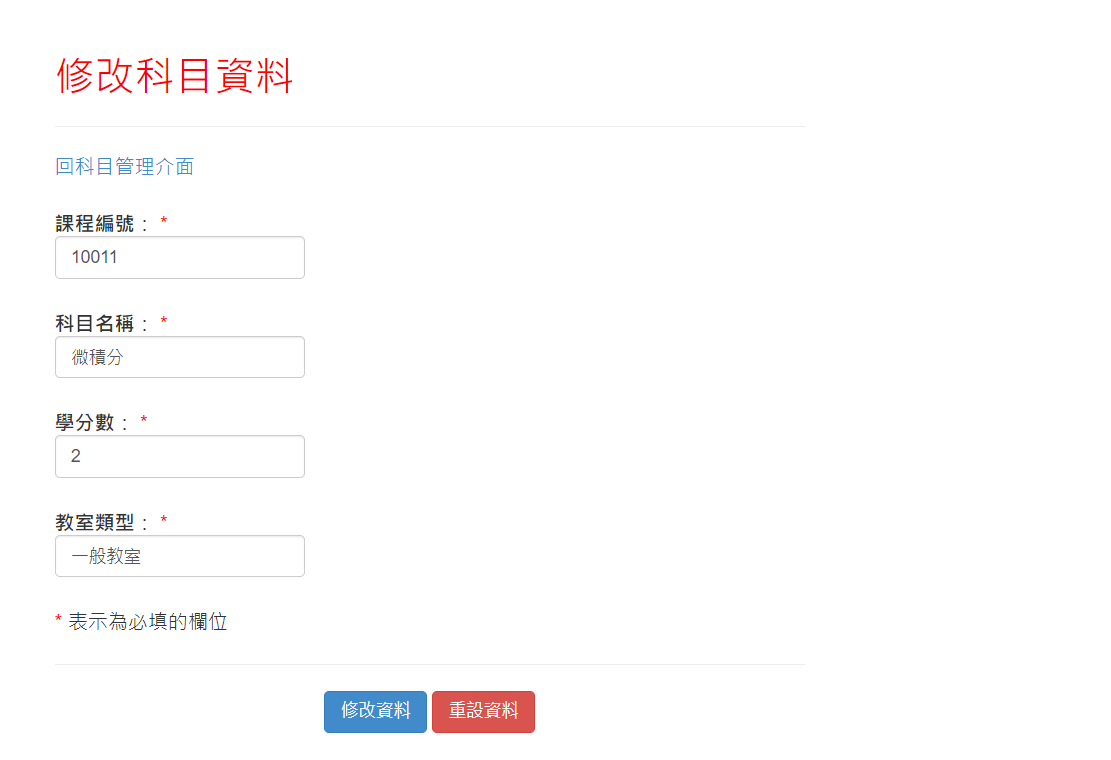 修改科目資料
回科目管理介面
課程編號： *
10011
科目名稱： *
微積分
學分數： *
2
教室類型： *
一般教室
* 表示為必填的欄位
修改資料 重設資料